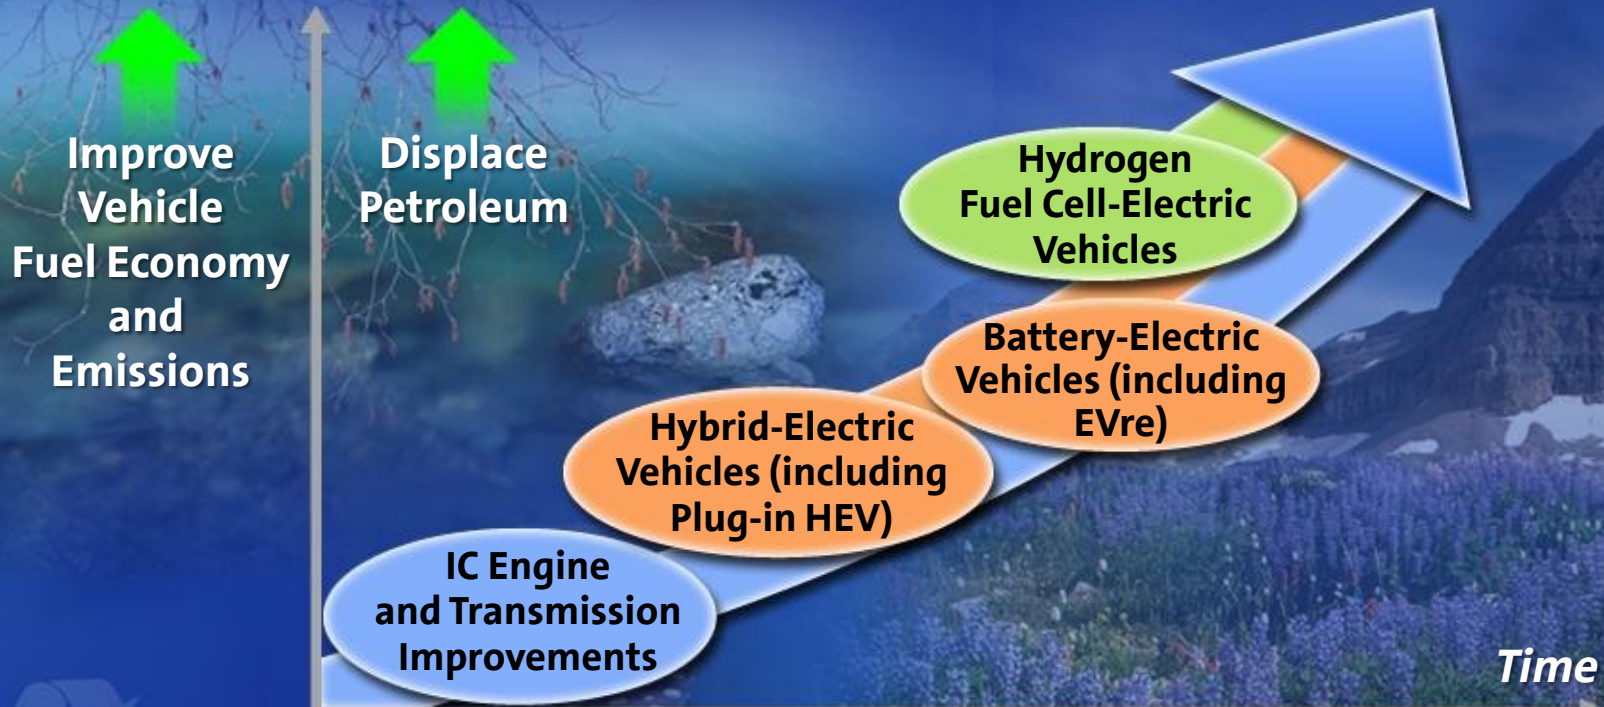 Improve
Vehicle
Fuel Economy
and
Emissions
Displace
Petroleum
Hydrogen
Fuel Cell-Electric
Vehicles
Battery-Electric
Vehicles (including
EVre)
Hybrid-Electric
Vehicles (including
Plug-in HEV)
IC Engine
and Transmission
Improvements
Time